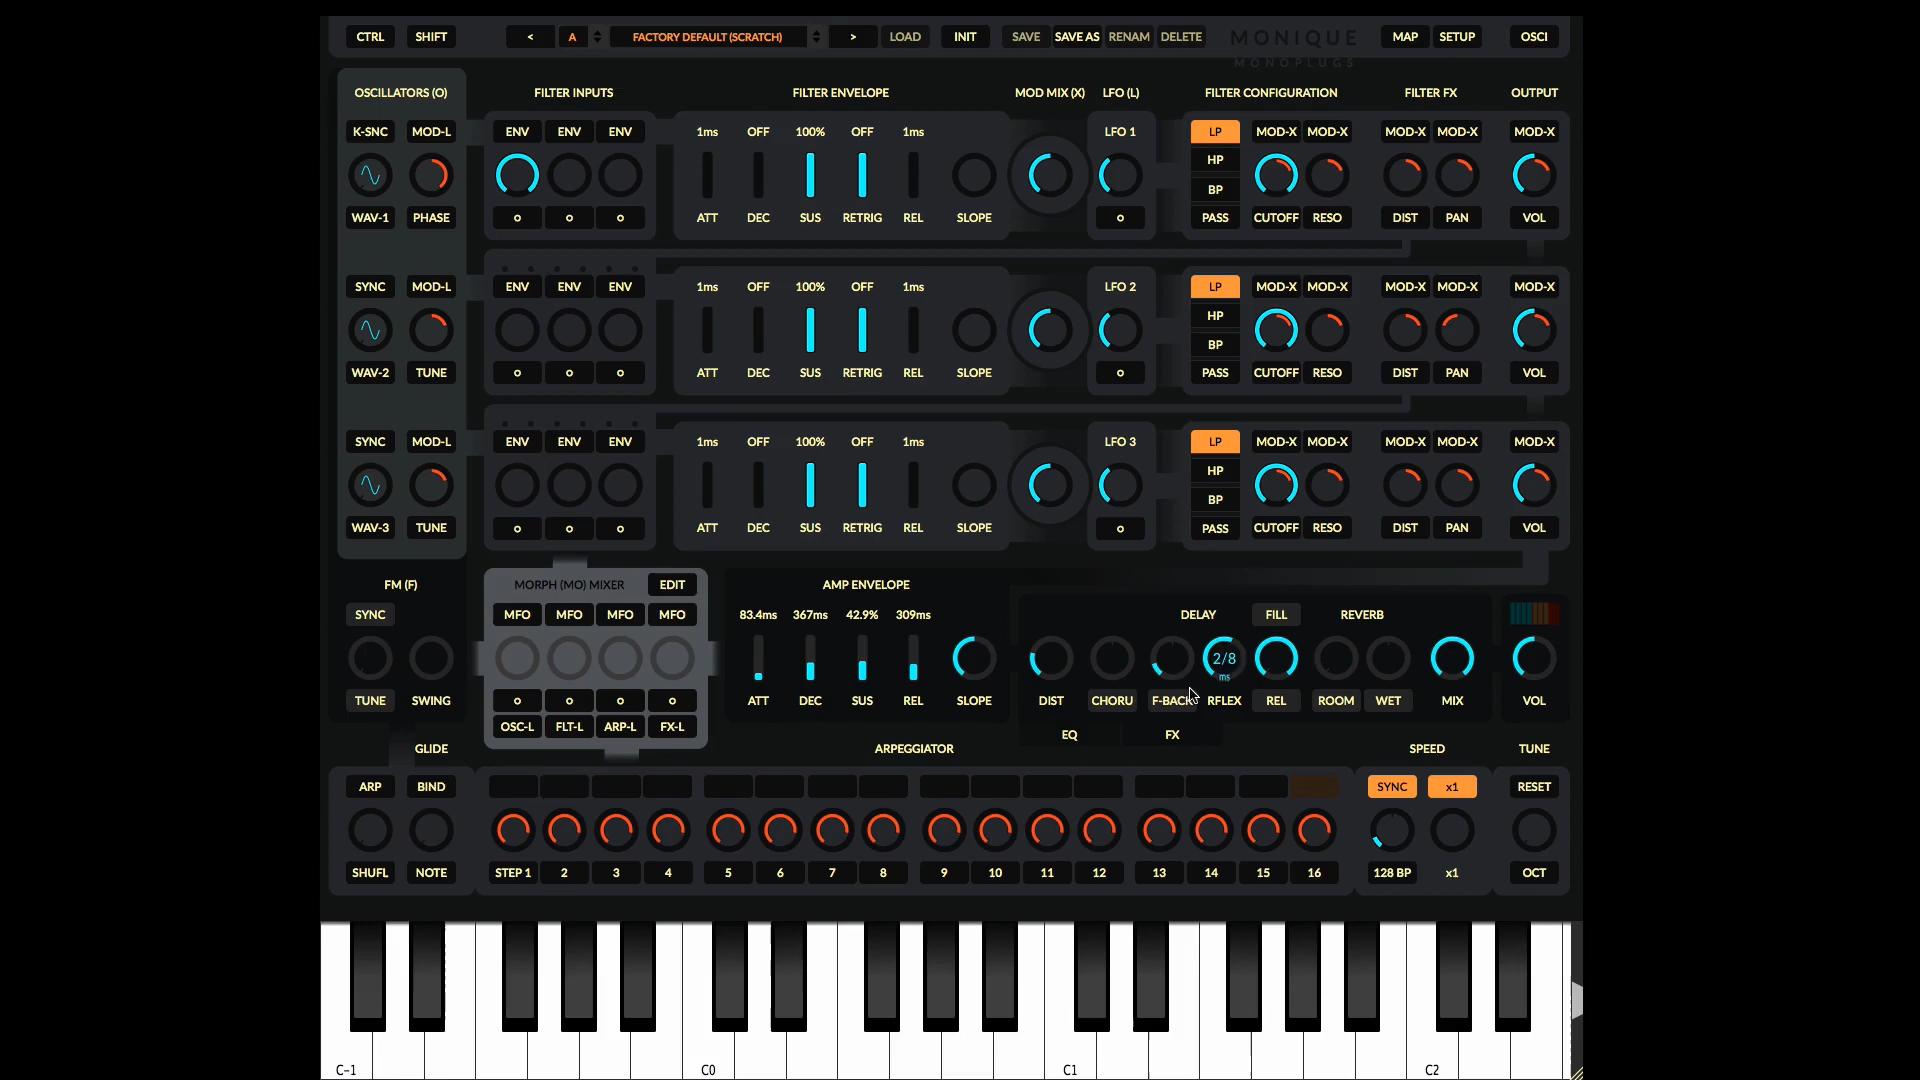 CTRL SHIFT < A FACTORY DEFAULT (SCRATCH) > LOAD INIT SAVE SAVE AS RENAM DELETE MONIQUE MAP SETUP OSCI
MONOPLUGS
OSCILLATORS (O) FILTER INPUTS FILTER ENVELOPE MOD MIX (X) LFO (L) FILTER CONFIGURATION FILTER FX OUTPUT
K-SNC MOD-L ENV ENV ENV 1ms OFF 100% OFF 1ms LFO 1 LP MOD-X MOD-X MOD-X MOD-X MOD-X
HP
BP
WAV-1 PHASE o o o ATT DEC SUS RETRIG REL SLOPE o PASS CUTOFF RESO DIST PAN VOL
SYNC MOD-L ENV ENV ENV 1ms OFF 100% OFF 1ms LFO 2 LP MOD-X MOD-X MOD-X MOD-X MOD-X
HP
BP
WAV-2 TUNE o o o ATT DEC SUS RETRIG REL SLOPE o PASS CUTOFF RESO DIST PAN VOL
SYNC MOD-L ENV ENV ENV 1ms OFF 100% OFF 1ms LFO 3 LP MOD-X MOD-X MOD-X MOD-X MOD-X
HP
BP
WAV-3 TUNE o o o ATT DEC SUS RETRIG REL SLOPE o PASS CUTOFF RESO DIST PAN VOL
FM (F) MORPH (MO) MIXER EDIT AMP ENVELOPE
SYNC MFO MFO MFO MFO 83.4ms 367ms 42.9% 309ms DELAY FILL REVERB
2/8
ms
TUNE SWING o o o o ATT DEC SUS REL SLOPE DIST CHORU F-BACK RFLEX REL ROOM WET MIX VOL
OSC-L FLT-L ARP-L FX-L EQ FX
GLIDE ARPEGGIATOR SPEED TUNE
ARP BIND SYNC x1 RESET
SHUFL NOTE STEP 1 2 3 4 5 6 7 8 9 10 11 12 13 14 15 16 128 BP x1 OCT
C-1 C0 C1 C2